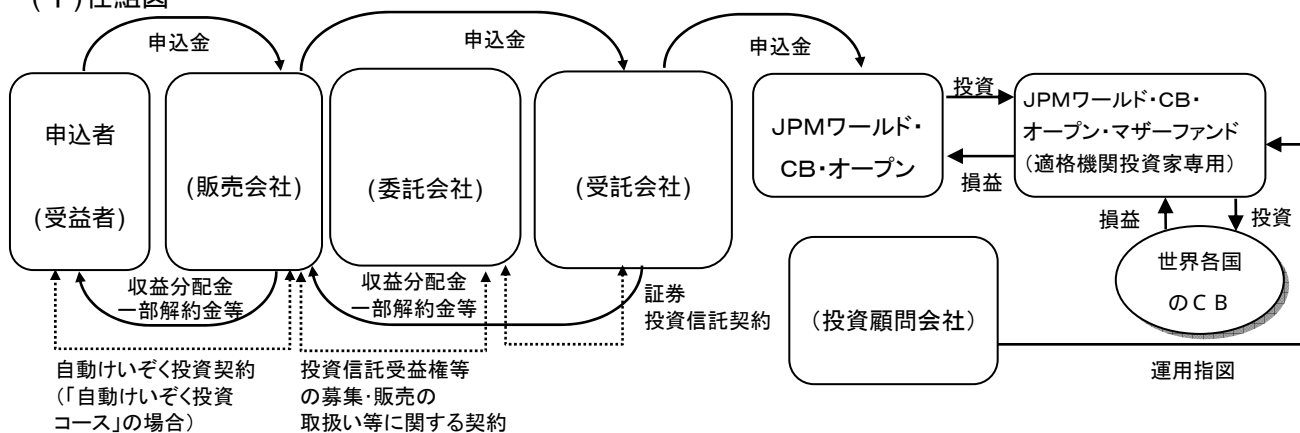 (1)仕組図
申込金
申込金
申込金
申込者
(受益者)
(販売会社)
(委託会社)
(受託会社)
JPMワールド・
CB・オープン
投資
損益
JPMワールド・CB・
オープン・マザーファンド
(適格機関投資家専用)
損益
投資
世界各国
のCB
収益分配金
一部解約金等
収益分配金
一部解約金等
証券
投資信託契約
(投資顧問会社)
運用指図
自動けいぞく投資契約
(「自動けいぞく投資
コース」の場合)
投資信託受益権等
の募集・販売の
取扱い等に関する契約